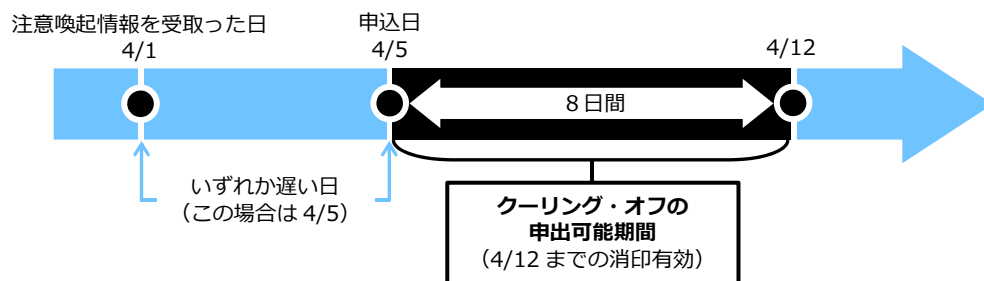 注意喚起情報を受取った日
4/1
申込日
4/5
4/12
8日間
いずれか遅い日
（この場合は 4/5）
クーリング・オフの
申出可能期間
（4/12 までの消印有効）